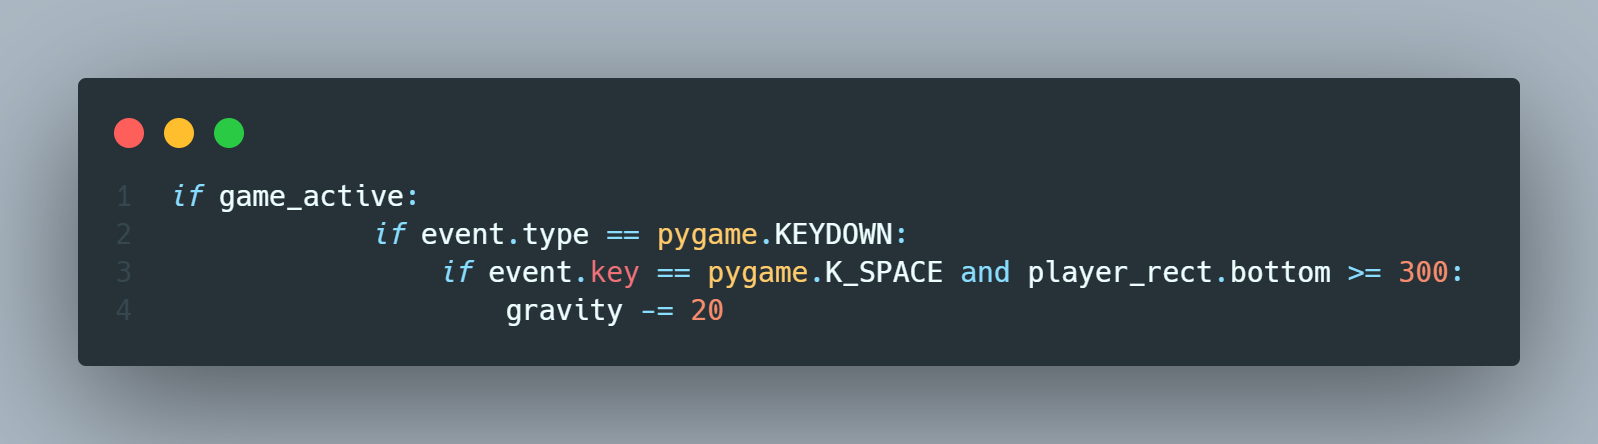 1 if game_active:
2             if event.type == pygame.KEYDOWN:
3                 if event.key == pygame.K_SPACE and player_rect.bottom >= 300:
4                     gravity -= 20